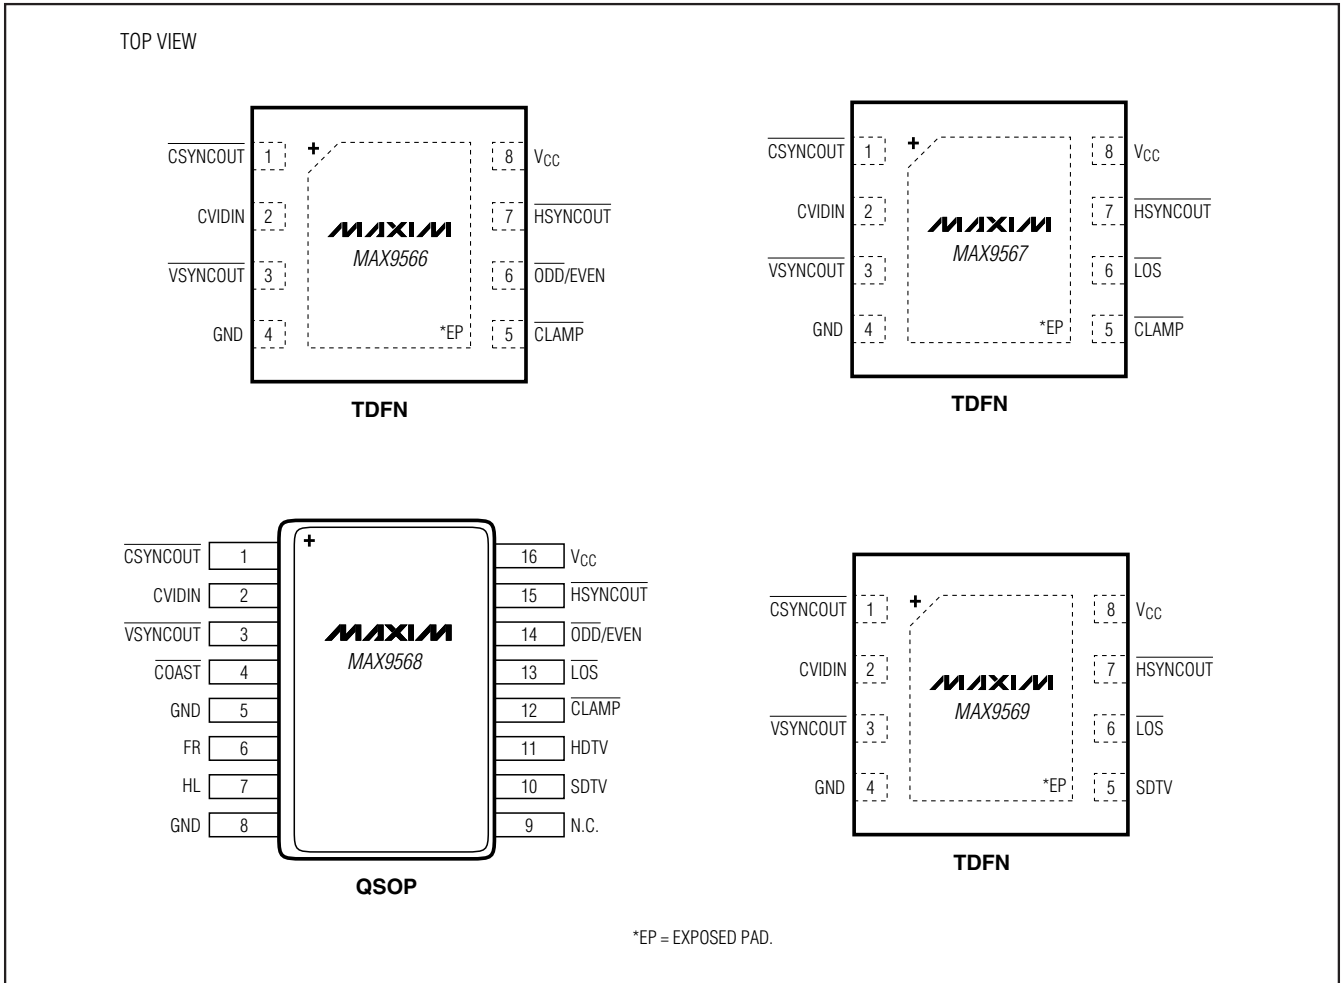 TOP VIEW
CSYNCOUT 1 + 8 VCC
CVIDIN 2 7 HSYNCOUT
MAXIM
MAX9566
VSYNCOUT 3 6 ODD/EVEN
GND 4 *EP 5 CLAMP
TDFN
CSYNCOUT 1 + 8 VCC
CVIDIN 2 7 HSYNCOUT
MAXIM
MAX9567
VSYNCOUT 3 6 LOS
GND 4 *EP 5 CLAMP
TDFN
CSYNCOUT 1 + 16 VCC
CVIDIN 2 15 HSYNCOUT
VSYNCOUT 3 MAXIM 14 ODD/EVEN
MAX9568
COAST 4 13 LOS
GND 5 12 CLAMP
FR 6 11 HDTV
HL 7 10 SDTV
GND 8 9 N.C.
QSOP
CSYNCOUT 1 + 8 VCC
CVIDIN 2 7 HSYNCOUT
MAXIM
MAX9569
VSYNCOUT 3 6 LOS
GND 4 *EP 5 SDTV
TDFN
*EP = EXPOSED PAD.